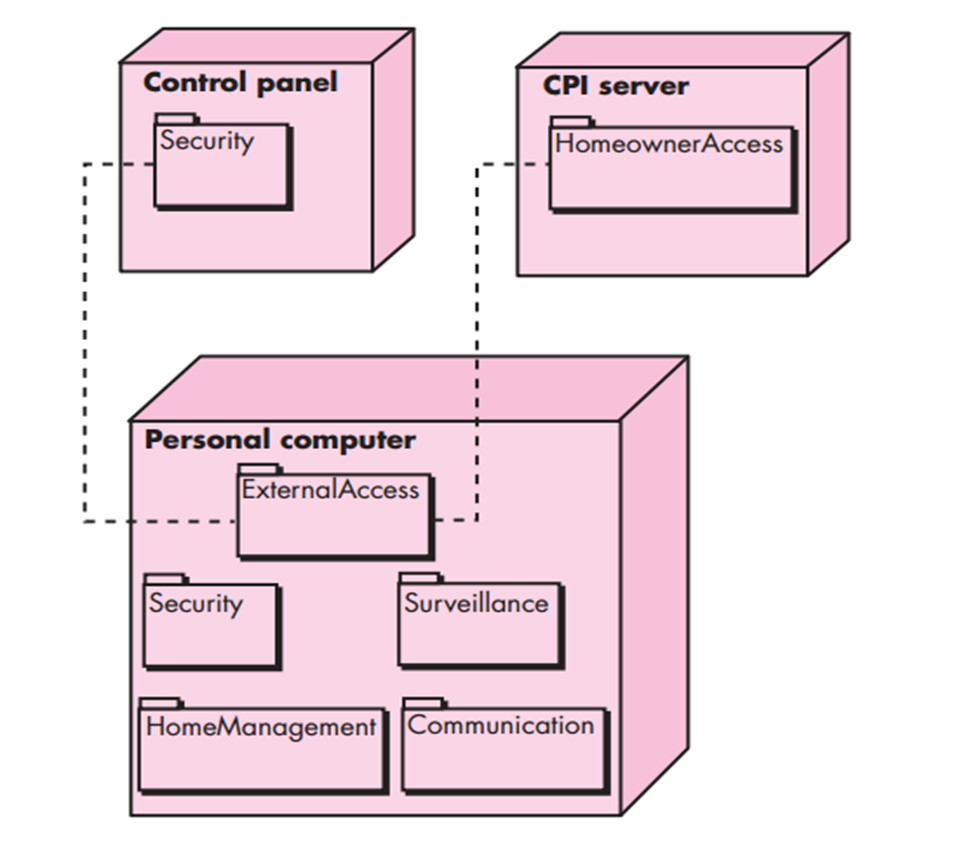 Control panel
Security
CPI server
HomeownerAccess
Personal computer
ExternalAccess
Security
Surveillance
HomeManagement
Communication